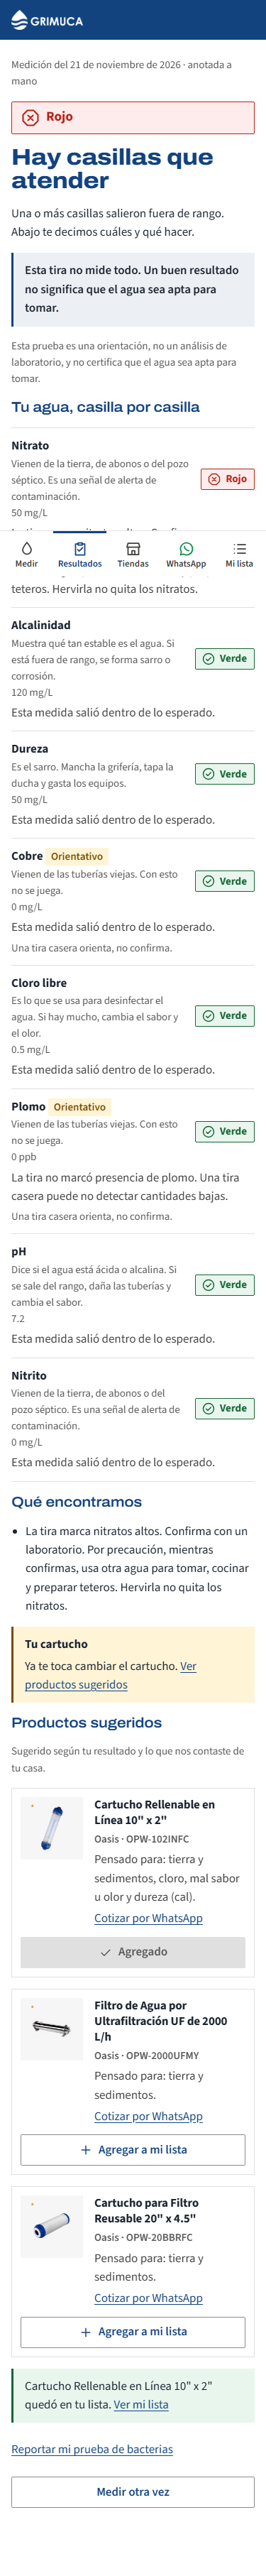 GRIMUCA
Medición del 21 de noviembre de 2026 · anotada a
mano
Rojo
Hay casillas que
atender
Una o más casillas salieron fuera de rango.
Abajo te decimos cuáles y qué hacer.
Esta tira no mide todo. Un buen resultado
no significa que el agua sea apta para
tomar.
Esta prueba es una orientación, no un análisis de
laboratorio, y no certifica que el agua sea apta para
tomar.
Tu agua, casilla por casilla
Nitrato
Vienen de la tierra, de abonos o del pozo
séptico. Es una señal de alerta de
contaminación.
50 mg/L
Rojo
Medir
Resultados
Tiendas
WhatsApp
Mi lista
teteros. Hervirla no quita los nitratos.
Alcalinidad
Muestra qué tan estable es el agua. Si
está fuera de rango, se forma sarro o
corrosión.
120 mg/L
Verde
Esta medida salió dentro de lo esperado.
Dureza
Es el sarro. Mancha la grifería, tapa la
ducha y gasta los equipos.
50 mg/L
Verde
Esta medida salió dentro de lo esperado.
Cobre Orientativo
Vienen de las tuberías viejas. Con esto
no se juega.
0 mg/L
Verde
Esta medida salió dentro de lo esperado.
Una tira casera orienta, no confirma.
Cloro libre
Es lo que se usa para desinfectar el
agua. Si hay mucho, cambia el sabor y
el olor.
0.5 mg/L
Verde
Esta medida salió dentro de lo esperado.
Plomo Orientativo
Vienen de las tuberías viejas. Con esto
no se juega.
0 ppb
Verde
La tira no marcó presencia de plomo. Una tira
casera puede no detectar cantidades bajas.
Una tira casera orienta, no confirma.
pH
Dice si el agua está ácida o alcalina. Si
se sale del rango, daña las tuberías y
cambia el sabor.
7.2
Verde
Esta medida salió dentro de lo esperado.
Nitrito
Vienen de la tierra, de abonos o del
pozo séptico. Es una señal de alerta de
contaminación.
0 mg/L
Verde
Esta medida salió dentro de lo esperado.
Qué encontramos
La tira marca nitratos altos. Confirma con un
laboratorio. Por precaución, mientras
confirmas, usa otra agua para tomar, cocinar
y preparar teteros. Hervirla no quita los
nitratos.
Tu cartucho
Ya te toca cambiar el cartucho. Ver
productos sugeridos
Productos sugeridos
Sugerido según tu resultado y lo que nos contaste de
tu casa.
Cartucho Rellenable en
Línea 10" x 2"
Oasis · OPW-102INFC
Pensado para: tierra y
sedimentos, cloro, mal sabor
u olor y dureza (cal).
Cotizar por WhatsApp
Agregado
Filtro de Agua por
Ultrafiltración UF de 2000
L/h
Oasis · OPW-2000UFMY
Pensado para: tierra y
sedimentos.
Cotizar por WhatsApp
Agregar a mi lista
Cartucho para Filtro
Reusable 20" x 4.5"
Oasis · OPW-20BBRFC
Pensado para: tierra y
sedimentos.
Cotizar por WhatsApp
Agregar a mi lista
Cartucho Rellenable en Línea 10" x 2"
quedó en tu lista. Ver mi lista
Reportar mi prueba de bacterias
Medir otra vez